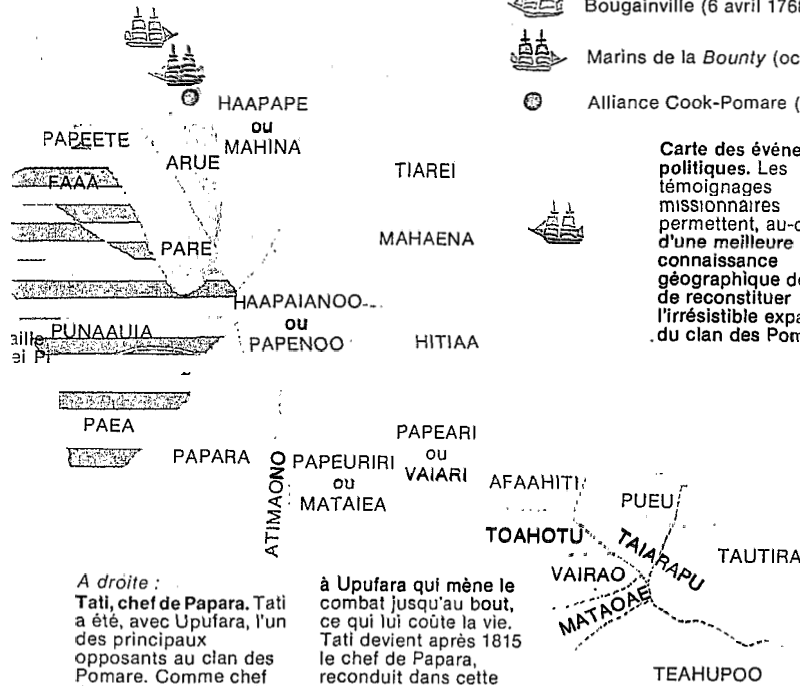 Bougainville (6 avril 1768
Marins de la Bounty (oc
Alliance Cook-Pomare (
HAAPAPE
ou
MAHINA
PAPEETE
ARUE
FAAA
TIAREI
PARE
MAHAENA
HAAPAIANOO
ou
PAPENOO
PUNAAUIA
aille
ei Pi
HITIAA
Carte des événe
politiques. Les
témoignages
missionnaires
permettent, au-d
d'une meilleure
connaissance
géographique de
de reconstituer
l'irrésistible expa
du clan des Pom
PAEA
PAPARA
ATIMAONO
PAPEURIRI
ou
MATAIEA
PAPEARI
ou
VAIARI
AFAAHITI
PUEU
TOAHOTU
TAIARAPU
TAUTIRA
VAIRAO
MATAOAE
TEAHUPOO
A droite :
Tati, chef de Papara. Tati
a été, avec Upufara, l'un
des principaux
opposants au clan des
Pomare. Comme chef
à Upufara qui mène le
combat jusqu'au bout,
ce qui lui coûte la vie.
Tati devient après 1815
le chef de Papara,
reconduit dans cette